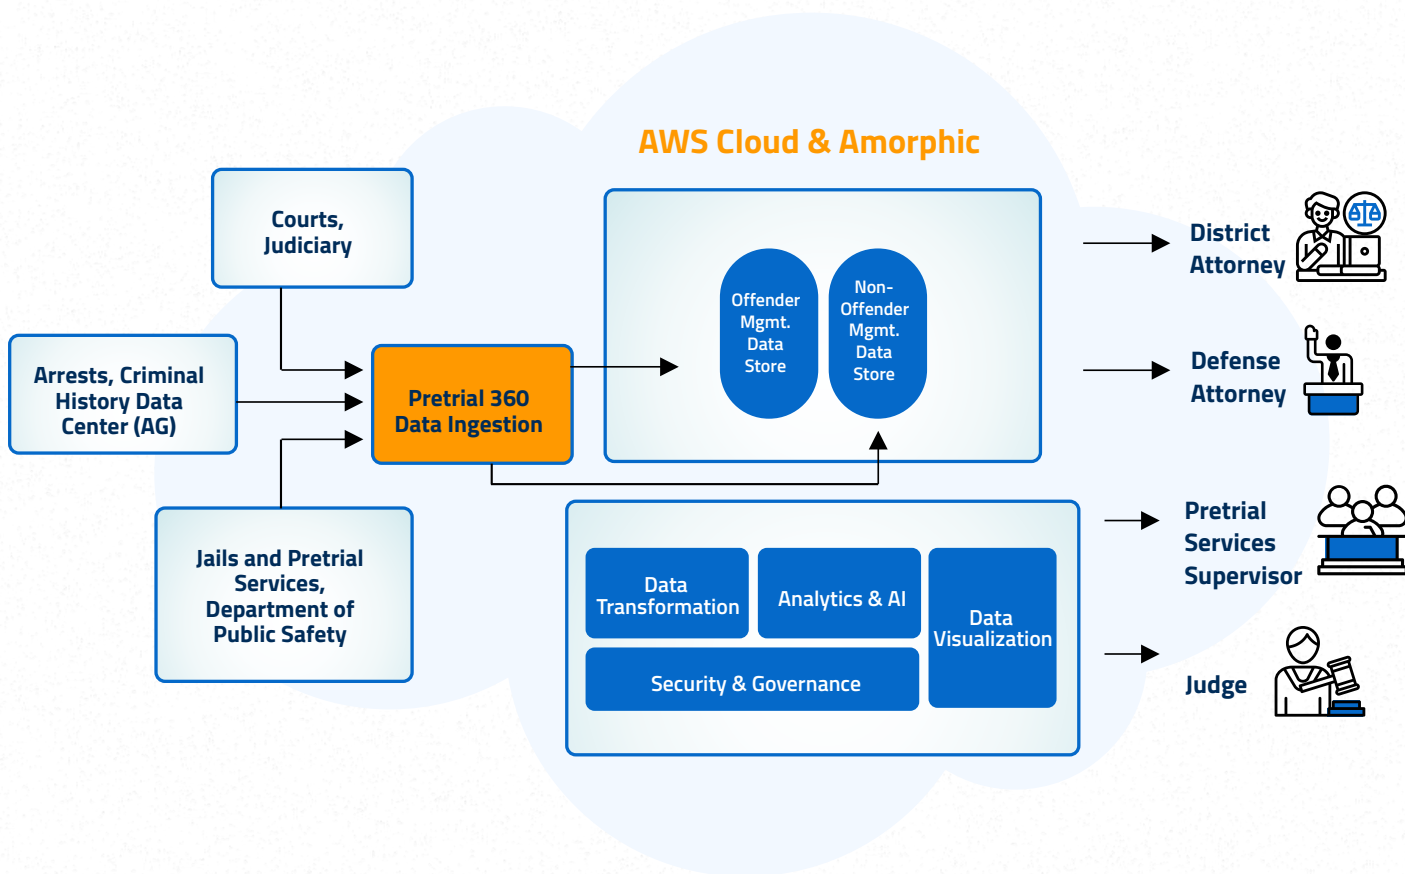 AWS Cloud & Amorphic
Courts,
Judiciary
Arrests, Criminal
History Data
Center (AG)
Jails and Pretrial
Services,
Department of
Public Safety
Pretrial 360
Data Ingestion
Offender
Mgmt.
Data
Store
Non-
Offender
Mgmt.
Data
Store
Data
Transformation
Analytics & AI
Data
Visualization
Security & Governance
District
Attorney
Defense
Attorney
Pretrial
Services
Supervisor
Judge